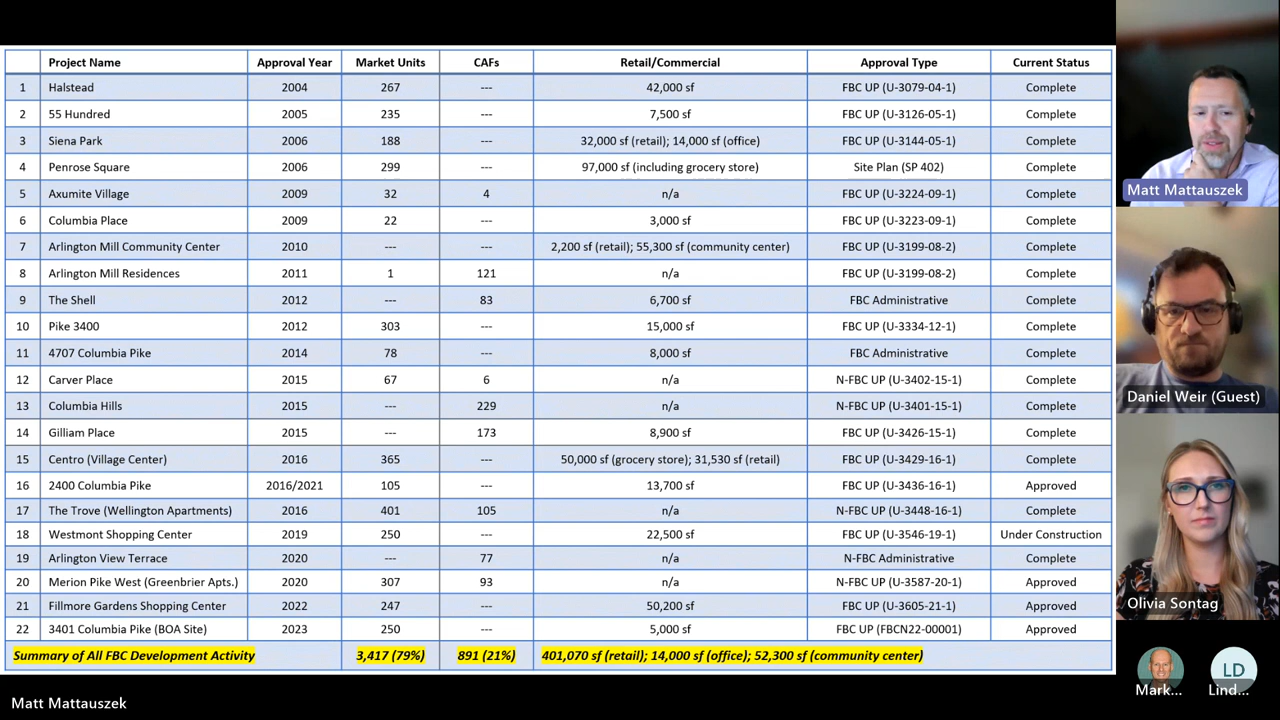 Project Name Approval Year Market Units CAFs Retail/Commercial Approval Type Current Status
1 Halstead 2004 267 --- 42,000 sf FBC UP (U-3079-04-1) Complete
2 55 Hundred 2005 235 --- 7,500 sf FBC UP (U-3126-05-1) Complete
3 Siena Park 2006 188 --- 32,000 sf (retail); 14,000 sf (office) FBC UP (U-3144-05-1) Complete
4 Penrose Square 2006 299 --- 97,000 sf (including grocery store) Site Plan (SP 402) Complete
5 Axumite Village 2009 32 4 n/a FBC UP (U-3224-09-1) Complete
6 Columbia Place 2009 22 --- 3,000 sf FBC UP (U-3223-09-1) Complete
7 Arlington Mill Community Center 2010 --- --- 2,200 sf (retail); 55,300 sf (community center) FBC UP (U-3199-08-2) Complete
8 Arlington Mill Residences 2011 1 121 n/a FBC UP (U-3199-08-2) Complete
9 The Shell 2012 --- 83 6,700 sf FBC Administrative Complete
10 Pike 3400 2012 303 --- 15,000 sf FBC UP (U-3334-12-1) Complete
11 4707 Columbia Pike 2014 78 --- 8,000 sf FBC Administrative Complete
12 Carver Place 2015 67 6 n/a N-FBC UP (U-3402-15-1) Complete
13 Columbia Hills 2015 --- 229 n/a N-FBC UP (U-3401-15-1) Complete
14 Gilliam Place 2015 --- 173 8,900 sf FBC UP (U-3426-15-1) Complete
15 Centro (Village Center) 2016 365 --- 50,000 sf (grocery store); 31,530 sf (retail) FBC UP (U-3429-16-1) Complete
16 2400 Columbia Pike 2016/2021 105 --- 13,700 sf FBC UP (U-3436-16-1) Approved
17 The Trove (Wellington Apartments) 2016 401 105 n/a N-FBC UP (U-3448-16-1) Complete
18 Westmont Shopping Center 2019 250 --- 22,500 sf FBC UP (U-3546-19-1) Under Construction
19 Arlington View Terrace 2020 --- 77 n/a N-FBC Administrative Complete
20 Merion Pike West (Greenbrier Apts.) 2020 307 93 n/a N-FBC UP (U-3587-20-1) Approved
21 Fillmore Gardens Shopping Center 2022 247 --- 50,200 sf FBC UP (U-3605-21-1) Approved
22 3401 Columbia Pike (BOA Site) 2023 250 --- 5,000 sf FBC UP (FBCN22-00001) Approved
Summary of All FBC Development Activity 3,417 (79%) 891 (21%) 401,070 sf (retail); 14,000 sf (office); 52,300 sf (community center)
Matt Mattauszek
Matt Mattauszek
Daniel Weir (Guest)
Olivia Sontag
LD
Mark... Lind...